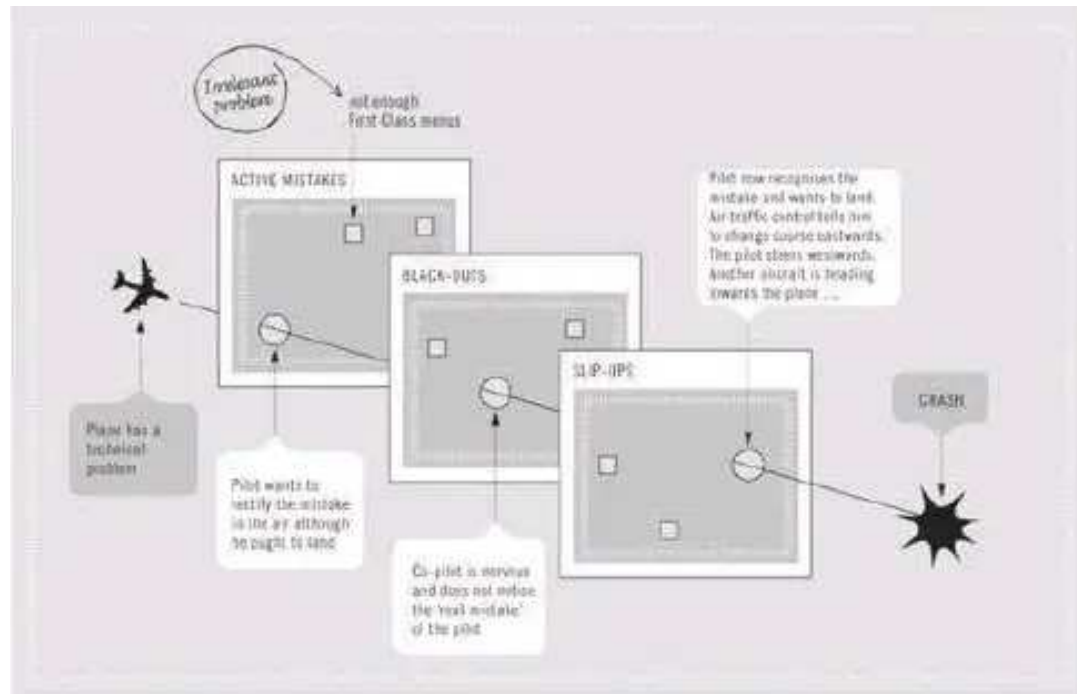 Irrelevant
problem
not enough
First Class menus
ACTIVE MISTAKES
Pilot now recognises the
mistake and wants to land.
Air traffic control tells him
to change course eastwards.
The pilot steers westwards.
Another aircraft is heading
towards the plane ...
BLACK-OUTS
SLIP-UPS
CRASH
Plane has a
technical
problem
Pilot wants to
rectify the mistake
in the air although
he ought to land
Co-pilot is nervous
and does not notice
the 'real mistake'
of the pilot